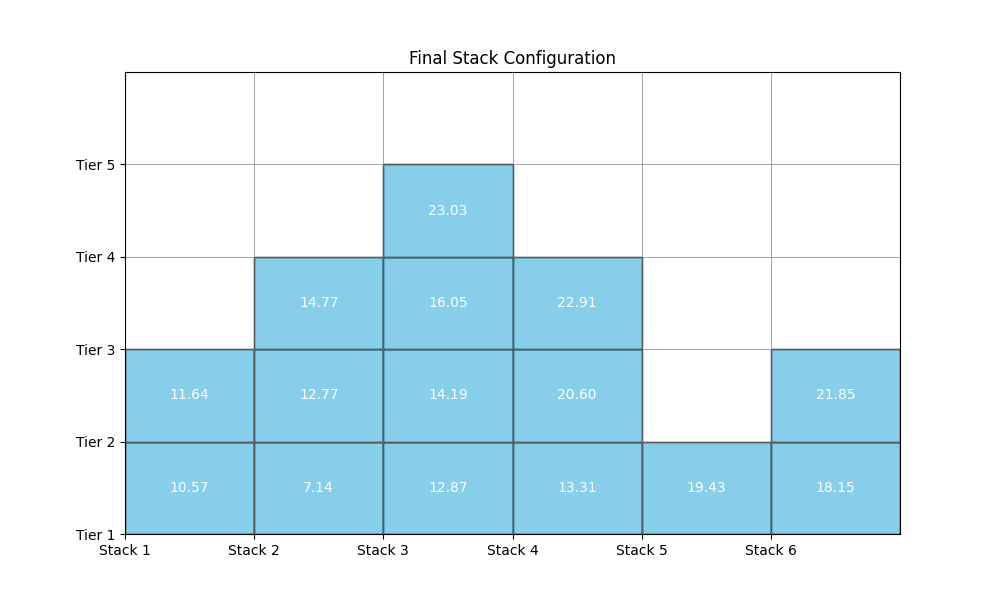 Final Stack Configuration
Tier 5
23.03
Tier 4
14.77 16.05 22.91
Tier 3
11.64 12.77 14.19 20.60 21.85
Tier 2
10.57 7.14 12.87 13.31 19.43 18.15
Tier 1
Stack 1 Stack 2 Stack 3 Stack 4 Stack 5 Stack 6